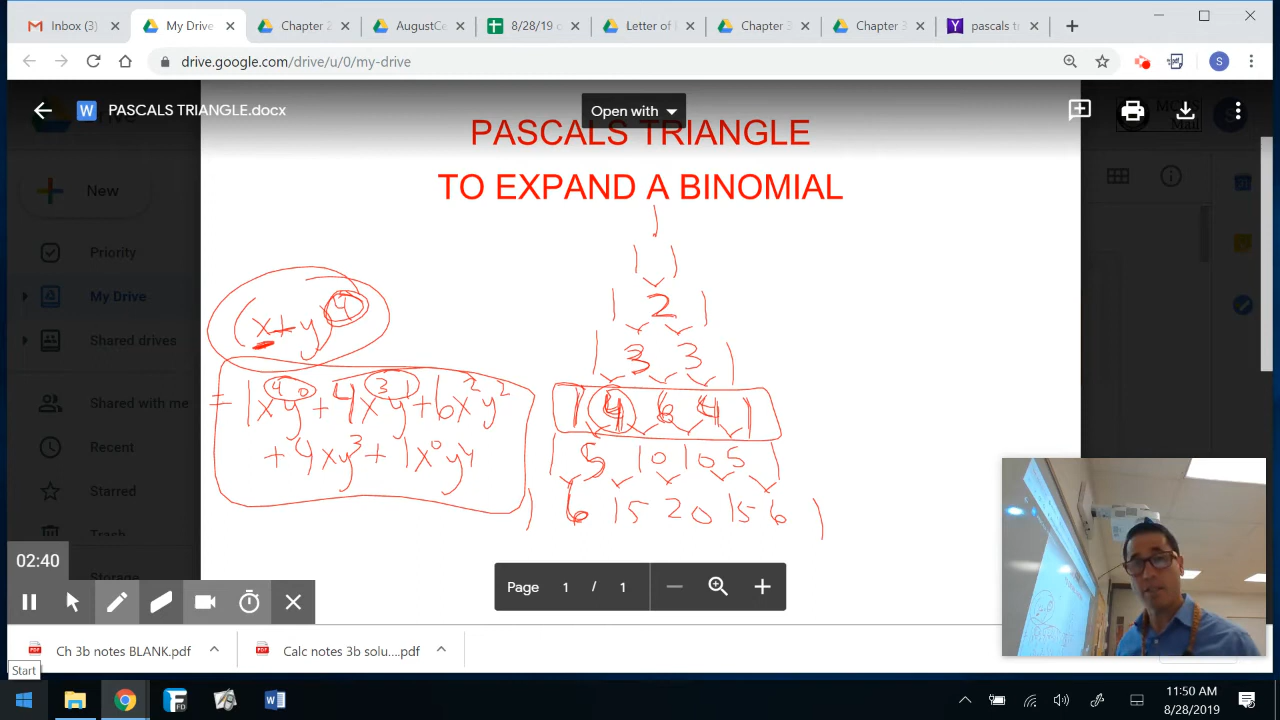 Inbox (3)
My Drive
Chapter 2
AugustCe
8/28/19 o
Letter of
Chapter 3
Chapter 3
pascals tr
drive.google.com/drive/u/0/my-drive
S
W
PASCALS TRIANGLE.docx
Open with
PASCALS TRIANGLE
TO EXPAND A BINOMIAL
New
Priority
My Drive
Shared drives
Shared with me
Recent
Starred
Storage
1
1 1
1 2 1
1 3 3 1
1 4 6 4 1
1 5 10 10 5 1
1 6 15 20 15 6 1
(x+y)⁴
= 1x⁴y⁰ + 4x³y¹ + 6x²y²
+ 4xy³ + 1x⁰y⁴
02:40
Page 1 / 1
Ch 3b notes BLANK.pdf
Calc notes 3b solu....pdf
Start
11:50 AM
8/28/2019